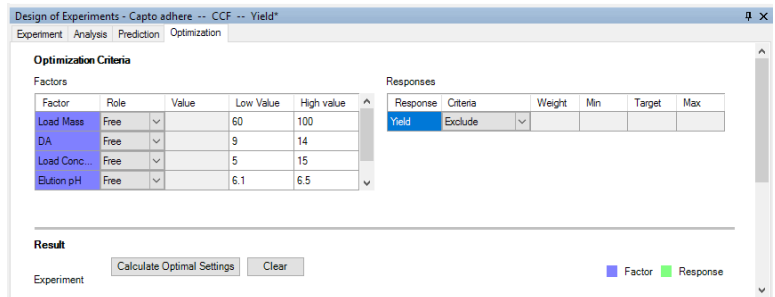 Design of Experiments - Capto adhere -- CCF -- Yield*
Experiment Analysis Prediction Optimization
Optimization Criteria
Factors
Factor Role Value Low Value High value
Load Mass Free 60 100
DA Free 9 14
Load Conc... Free 5 15
Elution pH Free 6.1 6.5
Responses
Response Criteria Weight Min Target Max
Yield Exclude
Result
Calculate Optimal Settings Clear
Experiment
Factor Response